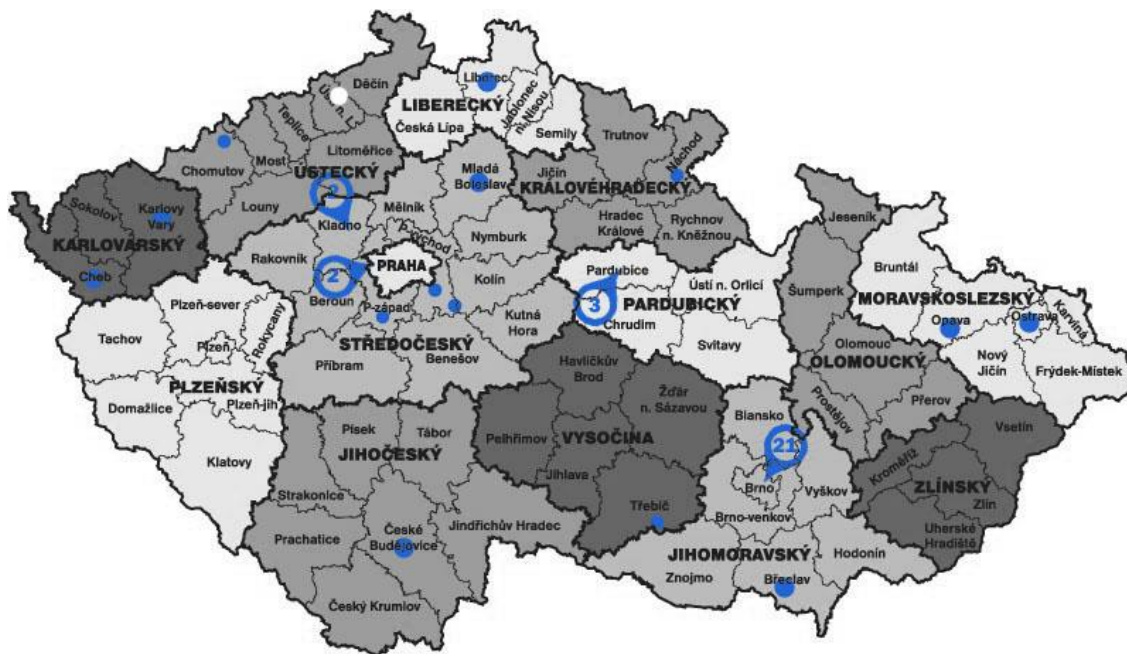 Děčín
Liberec
Ústí n. L.
Teplice
LIBERECKÝ
Jablonec
n. Nisou
Česká Lípa
Semily
Trutnov
Litoměřice
Most
Chomutov
ÚSTECKÝ
Mladá
Boleslav
Jičín
Náchod
KRÁLOVÉHRADECKÝ
2
Louny
Mělník
Sokolov
Karlovy
Vary
KARLOVARSKÝ
Kladno
Nymburk
Hradec
Králové
Rychnov
n. Kněžnou
Jeseník
P-východ
Rakovník
PRAHA
2
Cheb
Beroun
Kolín
Pardubice
Ústí n. Orlicí
Bruntál
Šumperk
MORAVSKOSLEZSKÝ
Karviná
Opava
Ostrava
Plzeň-sever
Rokycany
P-západ
3
PARDUBICKÝ
Chrudim
Kutná
Hora
Tachov
Plzeň
STŘEDOČESKÝ
Benešov
Příbram
Svitavy
Olomouc
OLOMOUCKÝ
Nový
Jičín
Frýdek-Místek
PLZEŇSKÝ
Havlíčkův
Brod
Domažlice
Plzeň-jih
Žďár
n. Sázavou
Prostějov
Přerov
Blansko
Písek
Tábor
JIHOČESKÝ
Pelhřimov
VYSOČINA
21
Vsetín
Klatovy
Jihlava
Kroměříž
ZLÍNSKÝ
Brno
Vyškov
Zlín
Strakonice
Třebíč
Brno-venkov
Jindřichův Hradec
Uherské
Hradiště
Prachatice
České
Budějovice
JIHOMORAVSKÝ
Hodonín
Znojmo
Břeclav
Český Krumlov